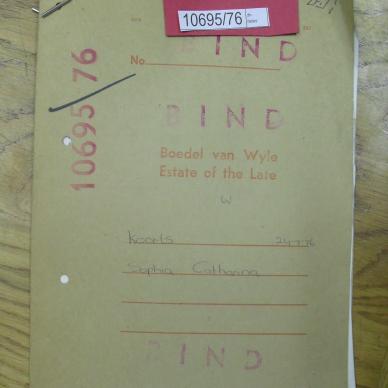 10695/76
BIND
No
10695/76
BIND
Boedel van Wyle
Estate of the Late
W
Koorts 24-7-76
Sophia Catharina
BIND